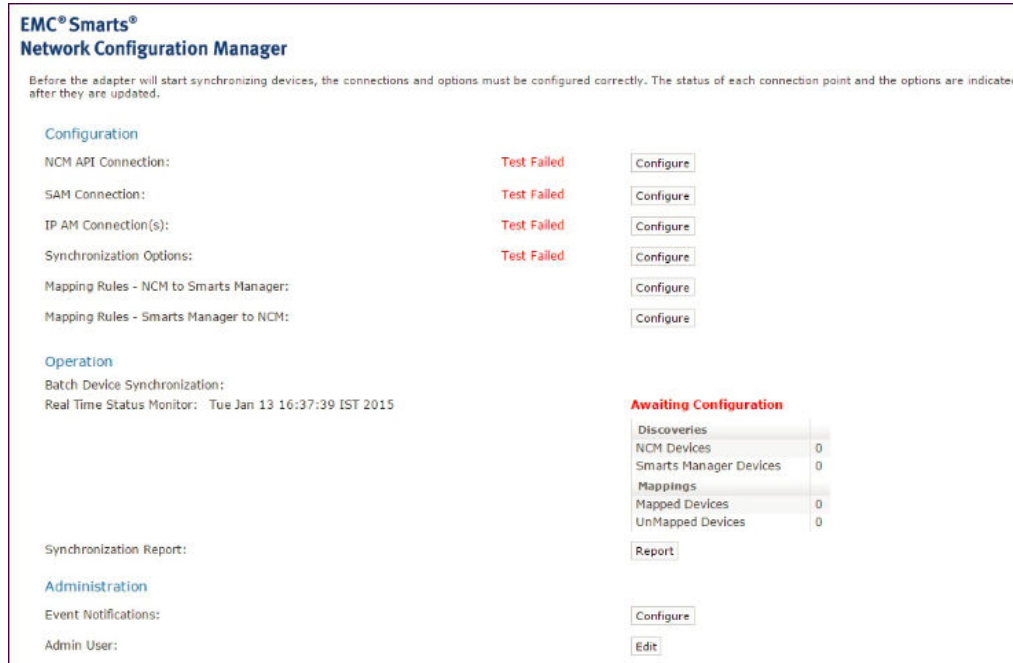 EMC® Smarts®
Network Configuration Manager
Before the adapter will start synchronizing devices, the connections and options must be configured correctly. The status of each connection point and the options are indicated
after they are updated.
Configuration
NCM API Connection: Test Failed Configure
SAM Connection: Test Failed Configure
IP AM Connection(s): Test Failed Configure
Synchronization Options: Test Failed Configure
Mapping Rules - NCM to Smarts Manager: Configure
Mapping Rules - Smarts Manager to NCM: Configure
Operation
Batch Device Synchronization:
Real Time Status Monitor: Tue Jan 13 16:37:39 IST 2015 Awaiting Configuration
Discoveries
NCM Devices 0
Smarts Manager Devices 0
Mappings
Mapped Devices 0
UnMapped Devices 0
Synchronization Report: Report
Administration
Event Notifications: Configure
Admin User: Edit